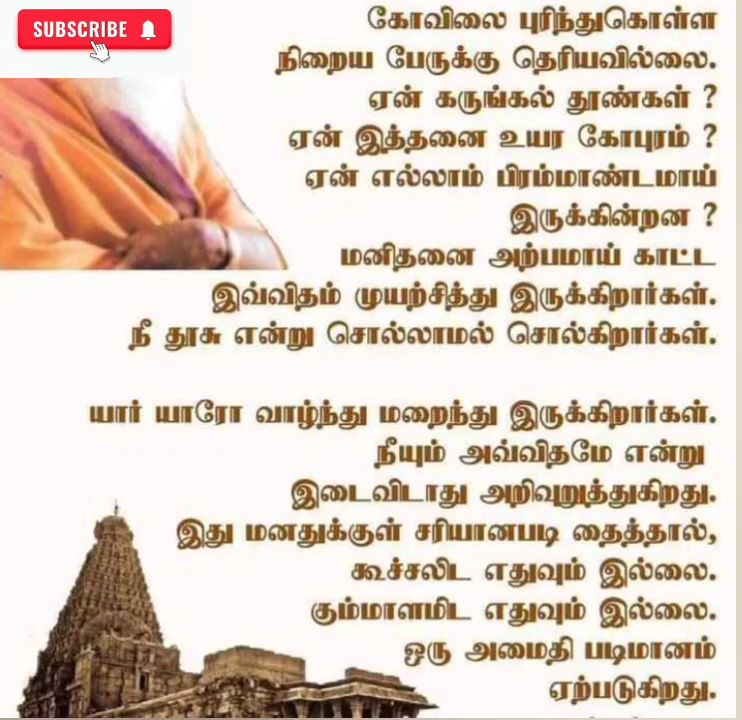 SUBSCRIBE
கோவிலை புரிந்துகொள்ள
நிறைய பேருக்கு தெரியவில்லை.
ஏன் கருங்கல் தூண்கள் ?
ஏன் இத்தனை உயர கோபுரம் ?
ஏன் எல்லாம் பிரம்மாண்டமாய்
இருக்கின்றன ?
மனிதனை அற்பமாய் காட்ட
இவ்விதம் முயற்சித்து இருக்கிறார்கள்.
நீ தூசு என்று சொல்லாமல் சொல்கிறார்கள்.
யார் யாரோ வாழ்ந்து மறைந்து இருக்கிறார்கள்.
நீயும் அவ்விதமே என்று
இடைவிடாது அறிவுறுத்துகிறது.
இது மனதுக்குள் சரியானபடி தைத்தால்,
கூச்சலிட எதுவும் இல்லை.
கும்மாளமிட எதுவும் இல்லை.
ஒரு அமைதி படிமானம்
ஏற்படுகிறது.